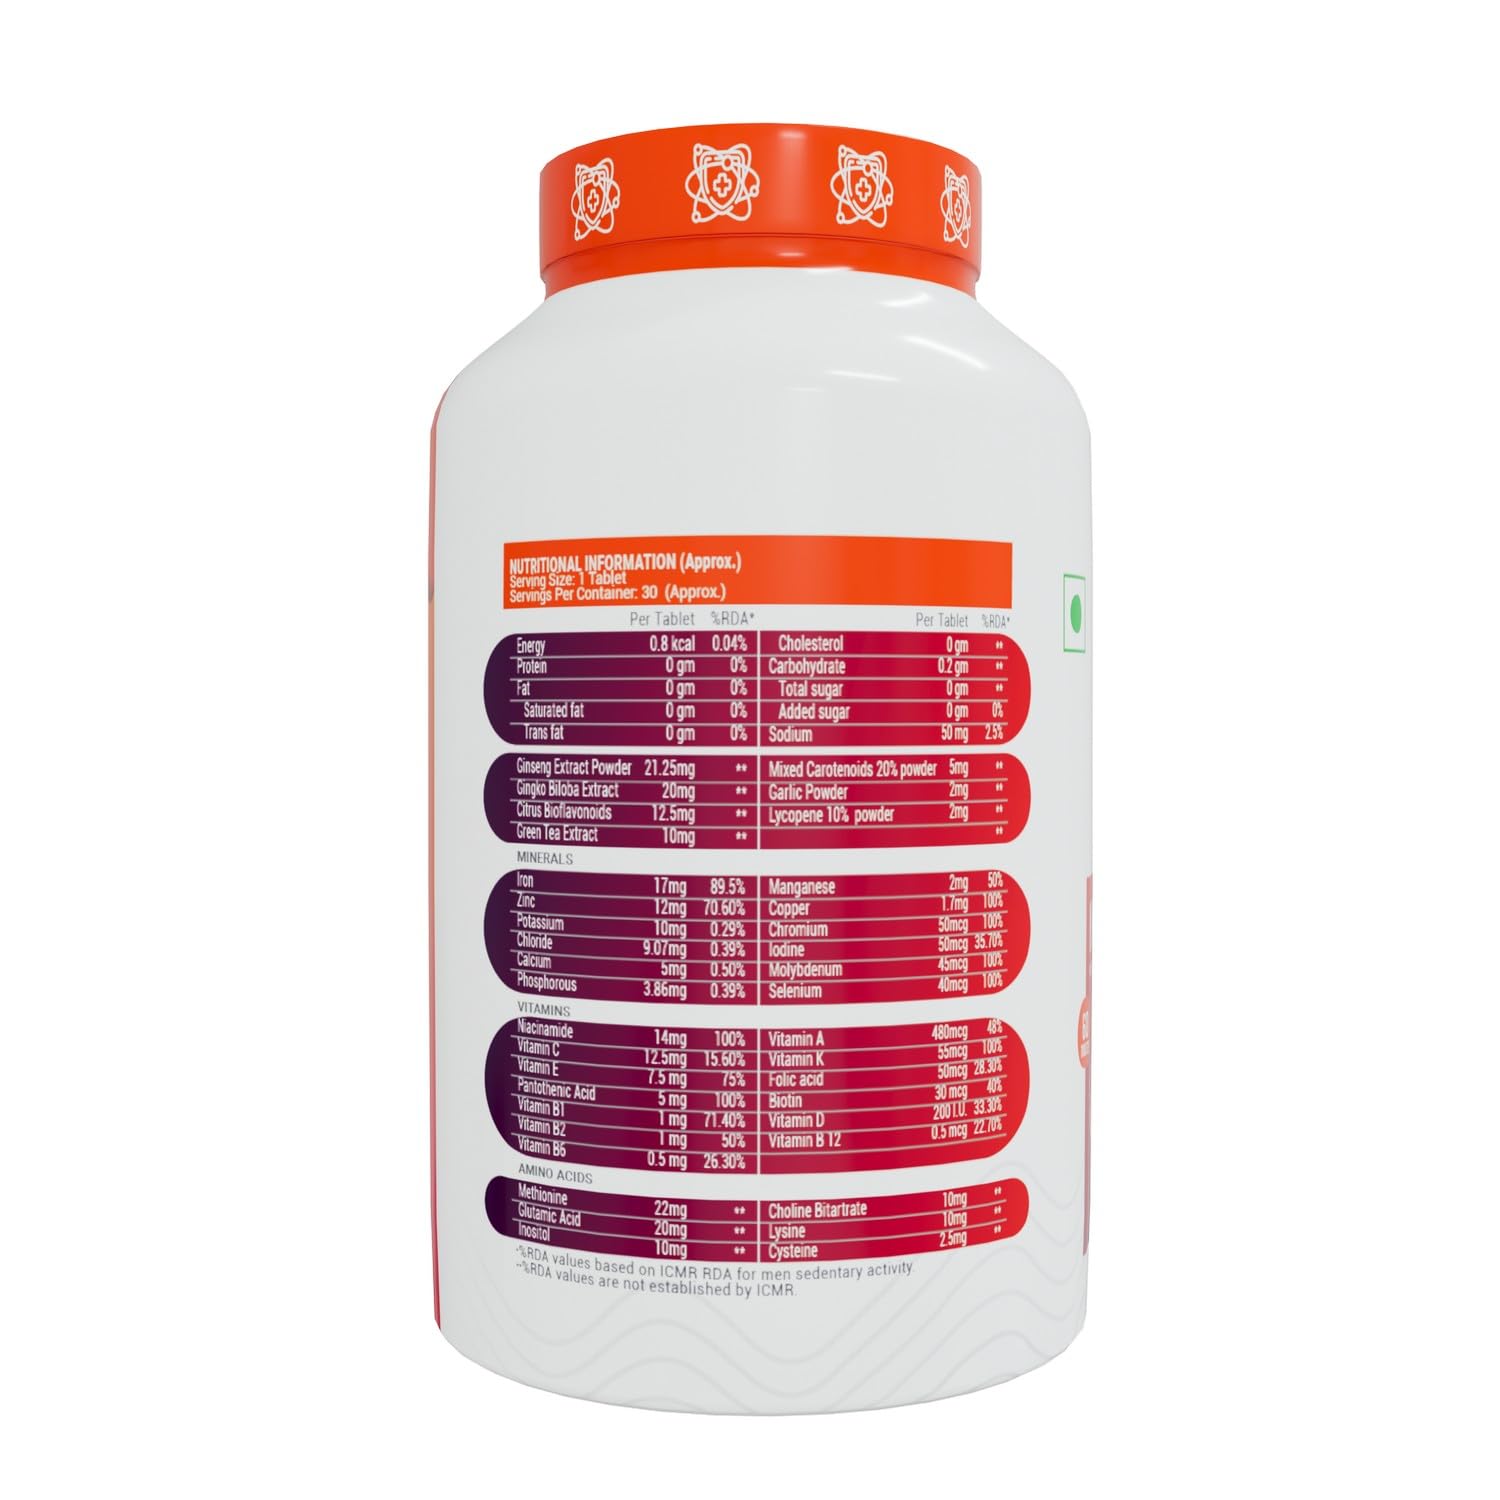 NUTRITIONAL INFORMATION (Approx.)
Serving Size: 1 Tablet
Servings Per Container: 30 (Approx.)
Per Tablet %RDA* Per Tablet %RDA*
Energy 0.8 kcal 0.04% Cholesterol 0 gm **
Protein 0 gm 0% Carbohydrate 0.2 gm **
Fat 0 gm 0% Total sugar 0 gm **
Saturated fat 0 gm 0% Added sugar 0 gm 0%
Trans fat 0 gm 0% Sodium 50 mg 2.5%
Ginseng Extract Powder 21.25mg ** Mixed Carotenoids 20% powder 5mg **
Gingko Biloba Extract 20mg ** Garlic Powder 2mg **
Citrus Bioflavonoids 12.5mg ** Lycopene 10% powder 2mg **
Green Tea Extract 10mg ** **
MINERALS
Iron 17mg 89.5% Manganese 2mg 50%
Zinc 12mg 70.60% Copper 1.7mg 100%
Potassium 10mg 0.29% Chromium 50mcg 100%
Chloride 9.07mg 0.39% Iodine 50mcg 35.70%
Calcium 5mg 0.50% Molybdenum 45mcg 100%
Phosphorous 3.86mg 0.39% Selenium 40mcg 100%
VITAMINS
Niacinamide 14mg 100% Vitamin A 480mcg 48%
Vitamin C 12.5mg 15.60% Vitamin K 55mcg 100%
Vitamin E 7.5 mg 75% Folic acid 50mcg 28.30%
Pantothenic Acid 5 mg 100% Biotin 30 mcg 40%
Vitamin B1 1 mg 71.40% Vitamin D 200 I.U. 33.30%
Vitamin B2 1 mg 50% Vitamin B 12 0.5 mcg 22.70%
Vitamin B6 0.5 mg 26.30%
AMINO ACIDS
Methionine 22mg ** Choline Bitartrate 10mg **
Glutamic Acid 20mg ** Lysine 10mg **
Inositol 10mg ** Cysteine 2.5mg **
*%RDA values based on ICMR RDA for men sedentary activity.
**%RDA values are not established by ICMR.
60